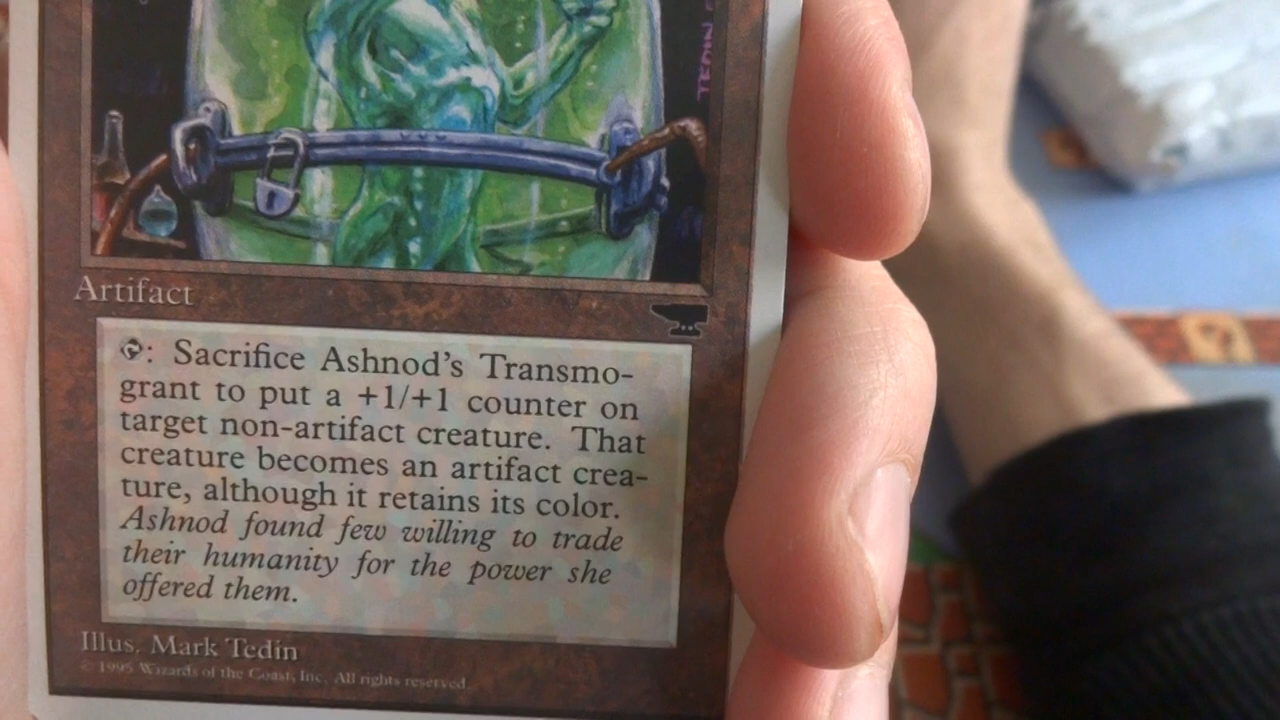 TEDIN
Artifact
: Sacrifice Ashnod's Transmo-
grant to put a +1/+1 counter on
target non-artifact creature. That
creature becomes an artifact crea-
ture, although it retains its color.
Ashnod found few willing to trade
their humanity for the power she
offered them.
Illus. Mark Tedin
© 1995 Wizards of the Coast, Inc. All rights reserved.